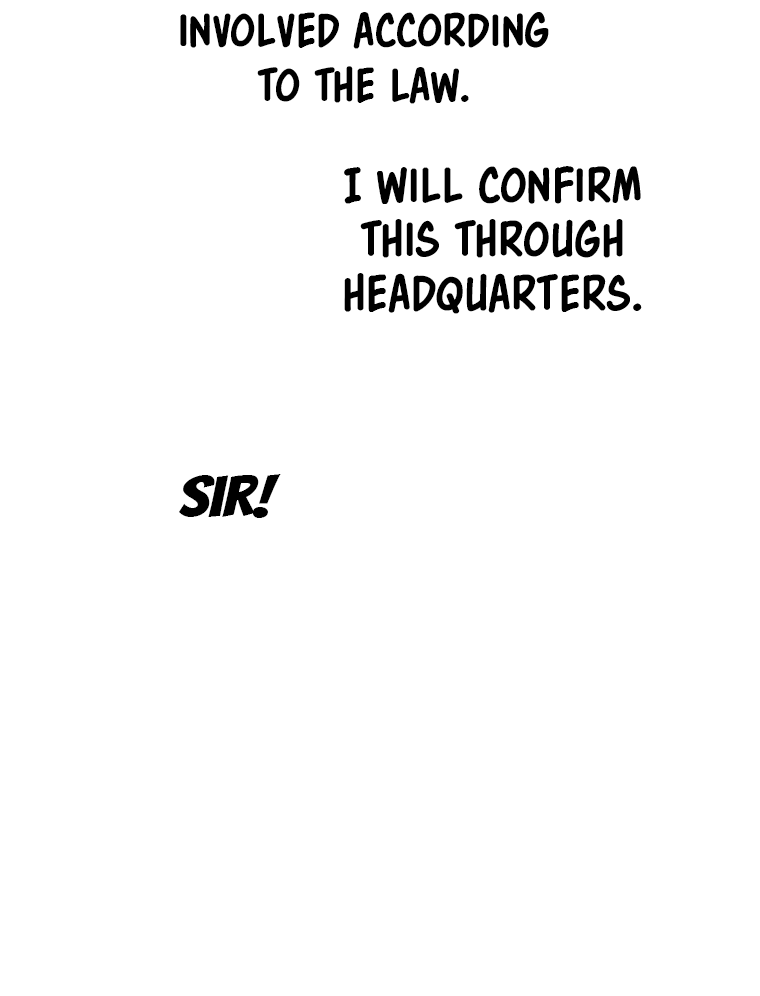 INVOLVED ACCORDING
TO THE LAW.
I WILL CONFIRM
THIS THROUGH
HEADQUARTERS.
SIR!